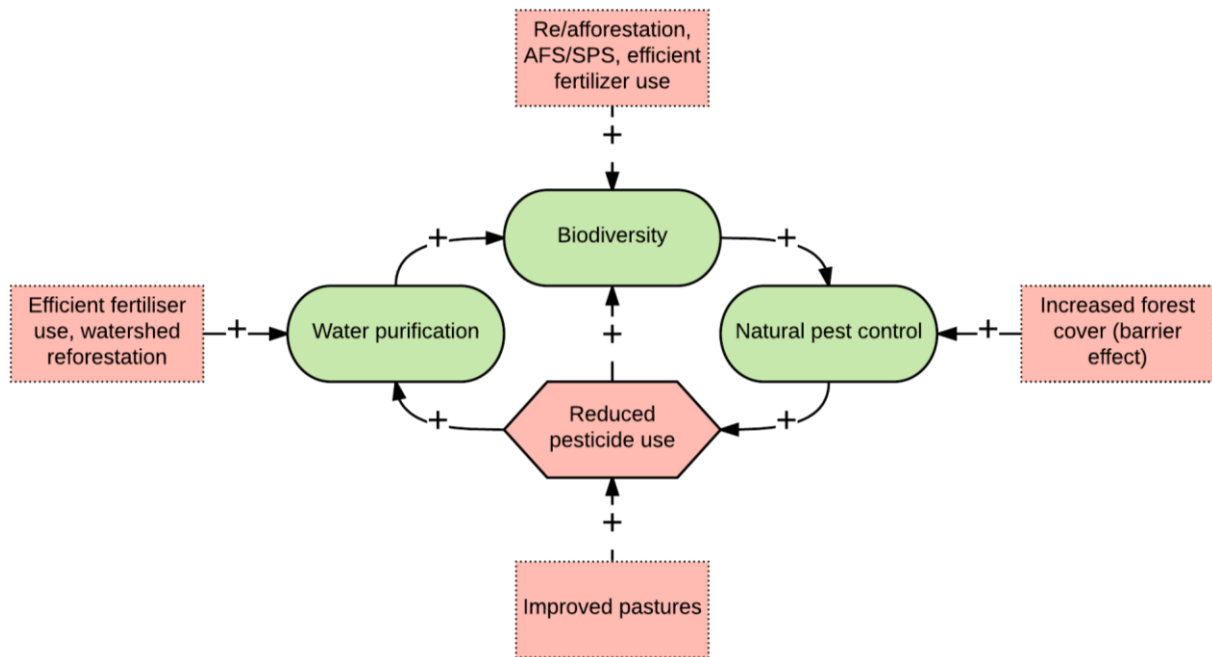 Re/afforestation,
AFS/SPS, efficient
fertilizer use
+
Biodiversity
+
+
Efficient fertiliser
use, watershed
reforestation
+
Water purification
+
Natural pest control
+
Increased forest
cover (barrier
effect)
Reduced
pesticide use
+
+
+
Improved pastures